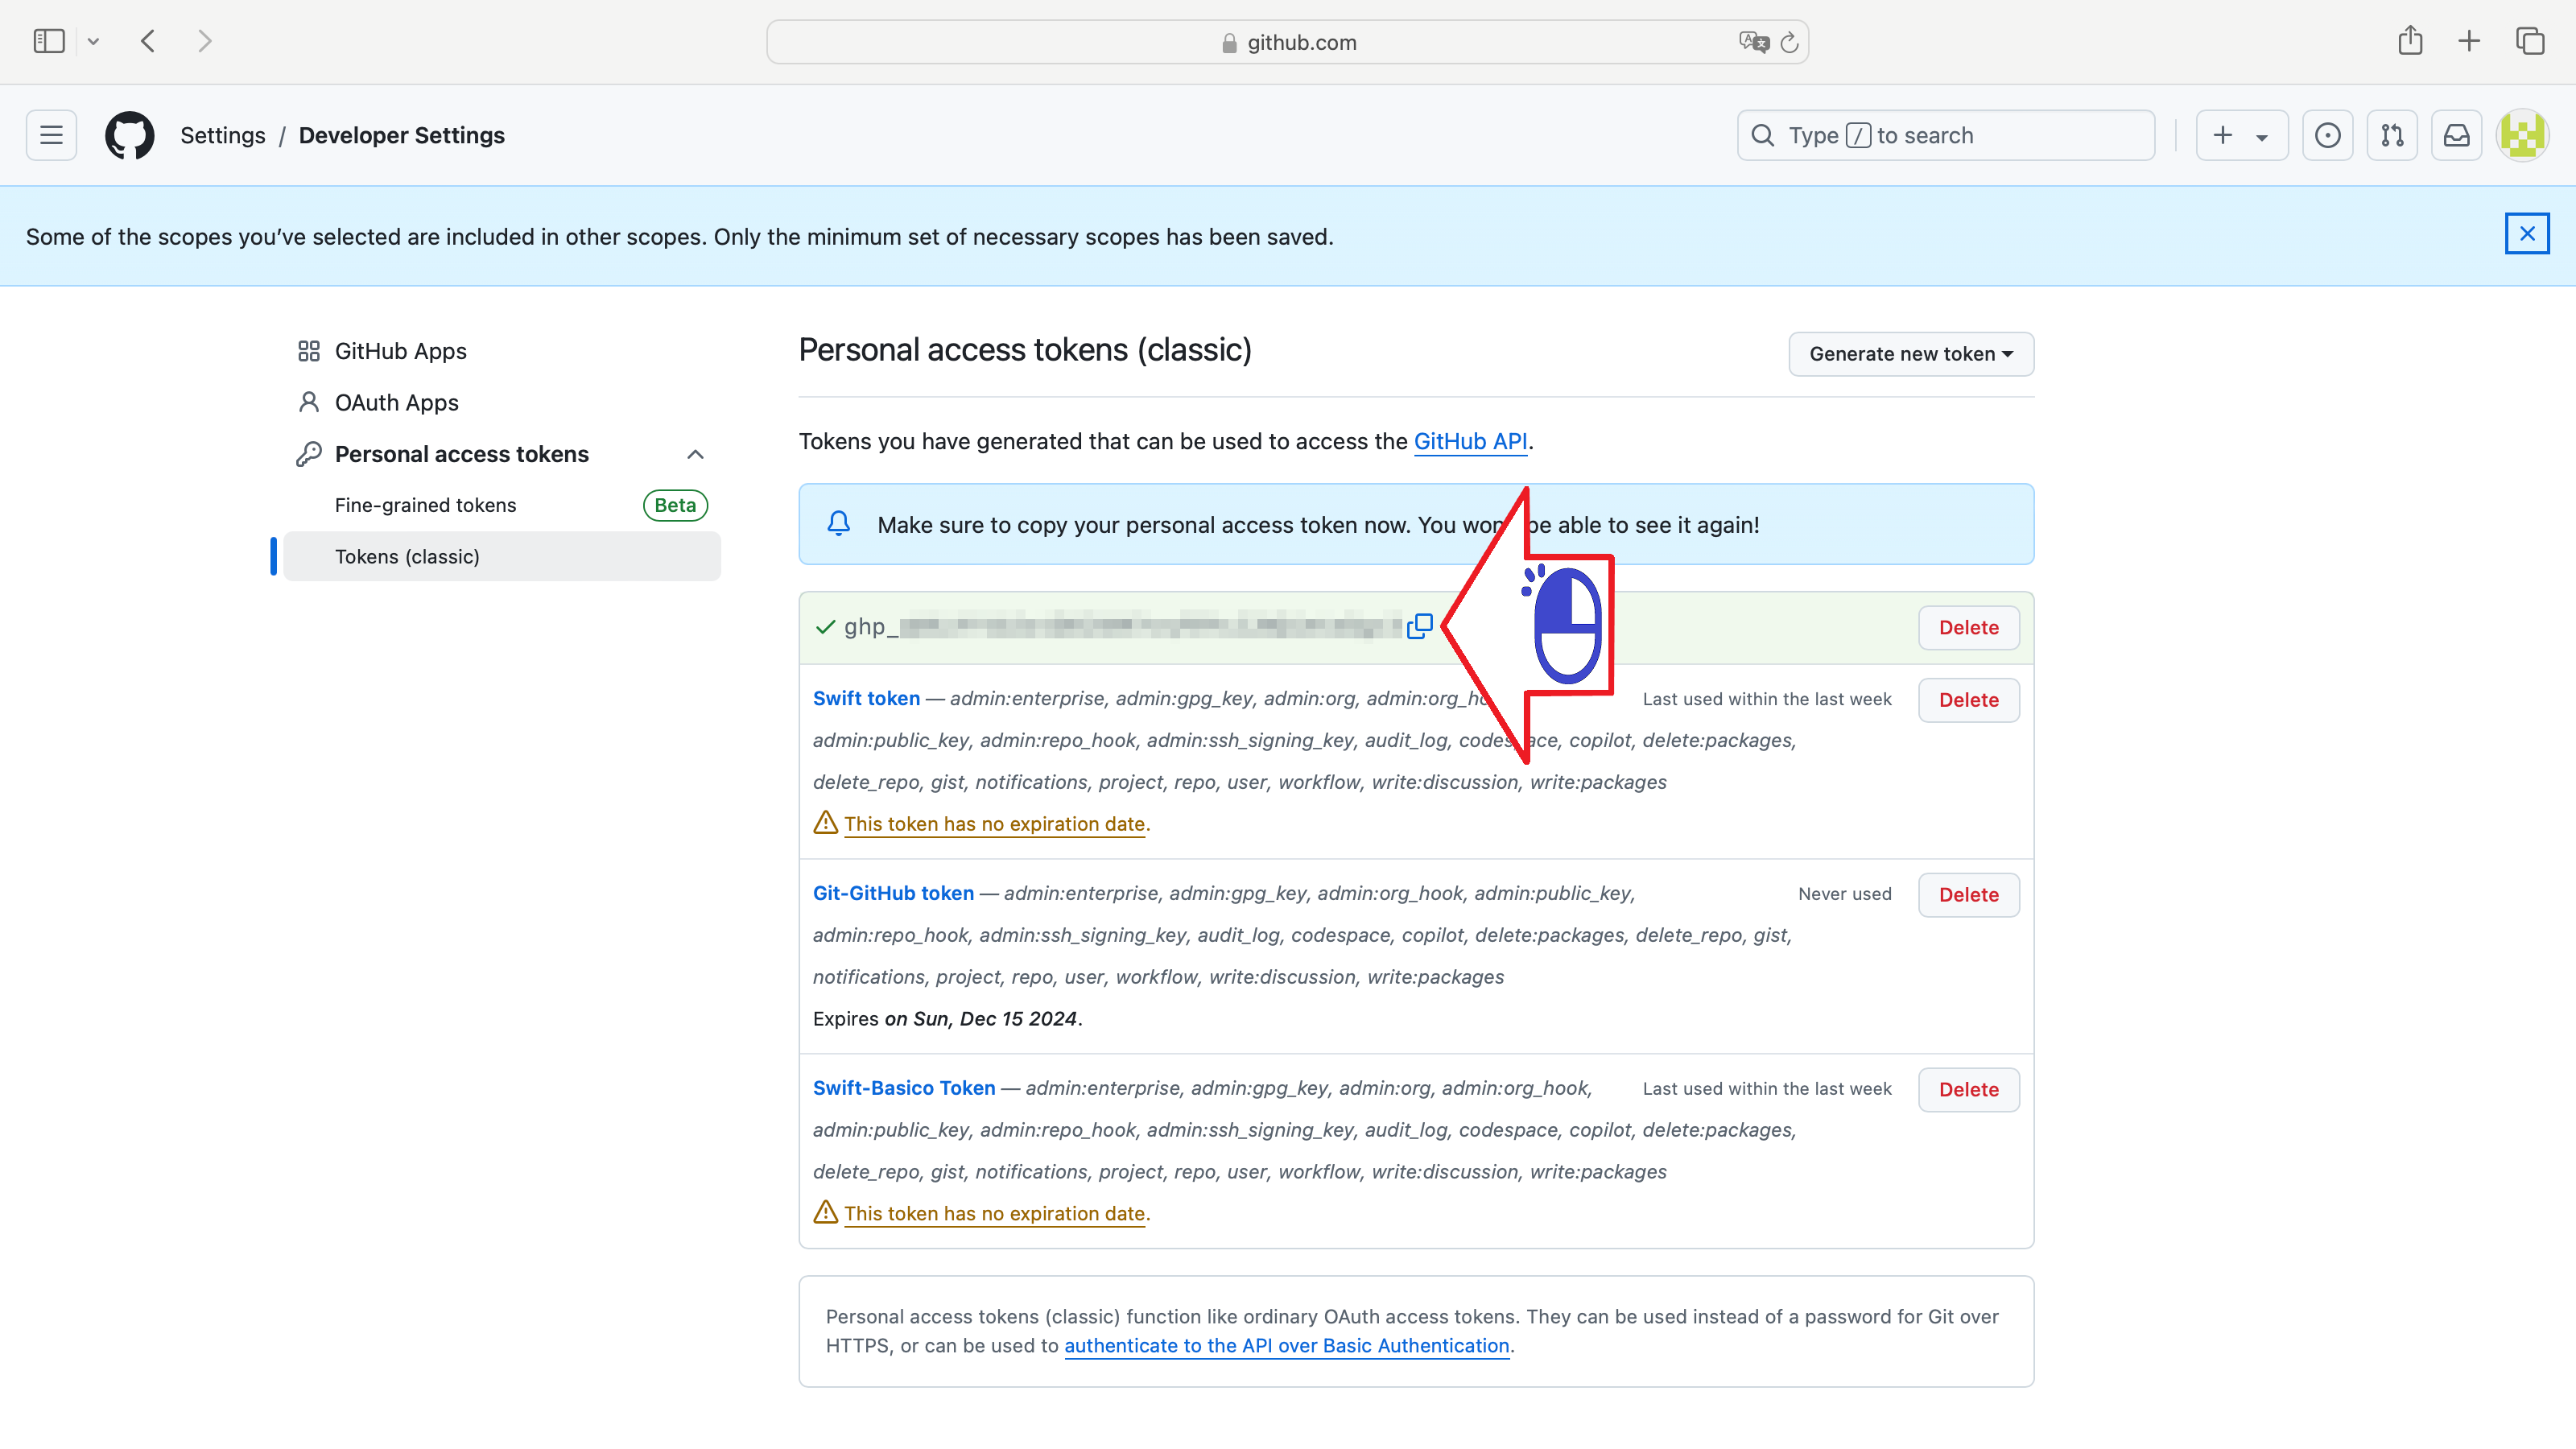 github.com
Settings / Developer Settings
Type / to search
Some of the scopes you've selected are included in other scopes. Only the minimum set of necessary scopes has been saved.
GitHub Apps
OAuth Apps
Personal access tokens
Fine-grained tokens Beta
Tokens (classic)
Personal access tokens (classic)
Generate new token
Tokens you have generated that can be used to access the GitHub API.
Make sure to copy your personal access token now. You won be able to see it again!
ghp_
Delete
Swift token — admin:enterprise, admin:gpg_key, admin:org, admin:org_ho
Last used within the last week
Delete
admin:public_key, admin:repo_hook, admin:ssh_signing_key, audit_log, codespace, copilot, delete:packages,
delete_repo, gist, notifications, project, repo, user, workflow, write:discussion, write:packages
This token has no expiration date.
Git-GitHub token — admin:enterprise, admin:gpg_key, admin:org_hook, admin:public_key,
Never used
Delete
admin:repo_hook, admin:ssh_signing_key, audit_log, codespace, copilot, delete:packages, delete_repo, gist,
notifications, project, repo, user, workflow, write:discussion, write:packages
Expires on Sun, Dec 15 2024.
Swift-Basico Token — admin:enterprise, admin:gpg_key, admin:org, admin:org_hook,
Last used within the last week
Delete
admin:public_key, admin:repo_hook, admin:ssh_signing_key, audit_log, codespace, copilot, delete:packages,
delete_repo, gist, notifications, project, repo, user, workflow, write:discussion, write:packages
This token has no expiration date.
Personal access tokens (classic) function like ordinary OAuth access tokens. They can be used instead of a password for Git over
HTTPS, or can be used to authenticate to the API over Basic Authentication.